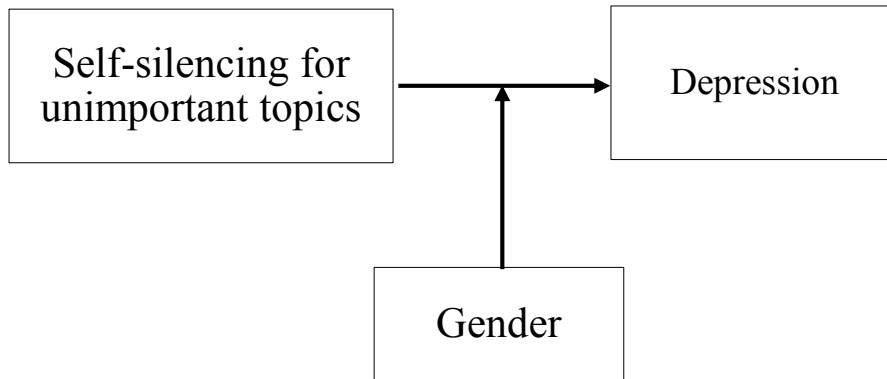 Self-silencing for
unimportant topics
Depression
Gender